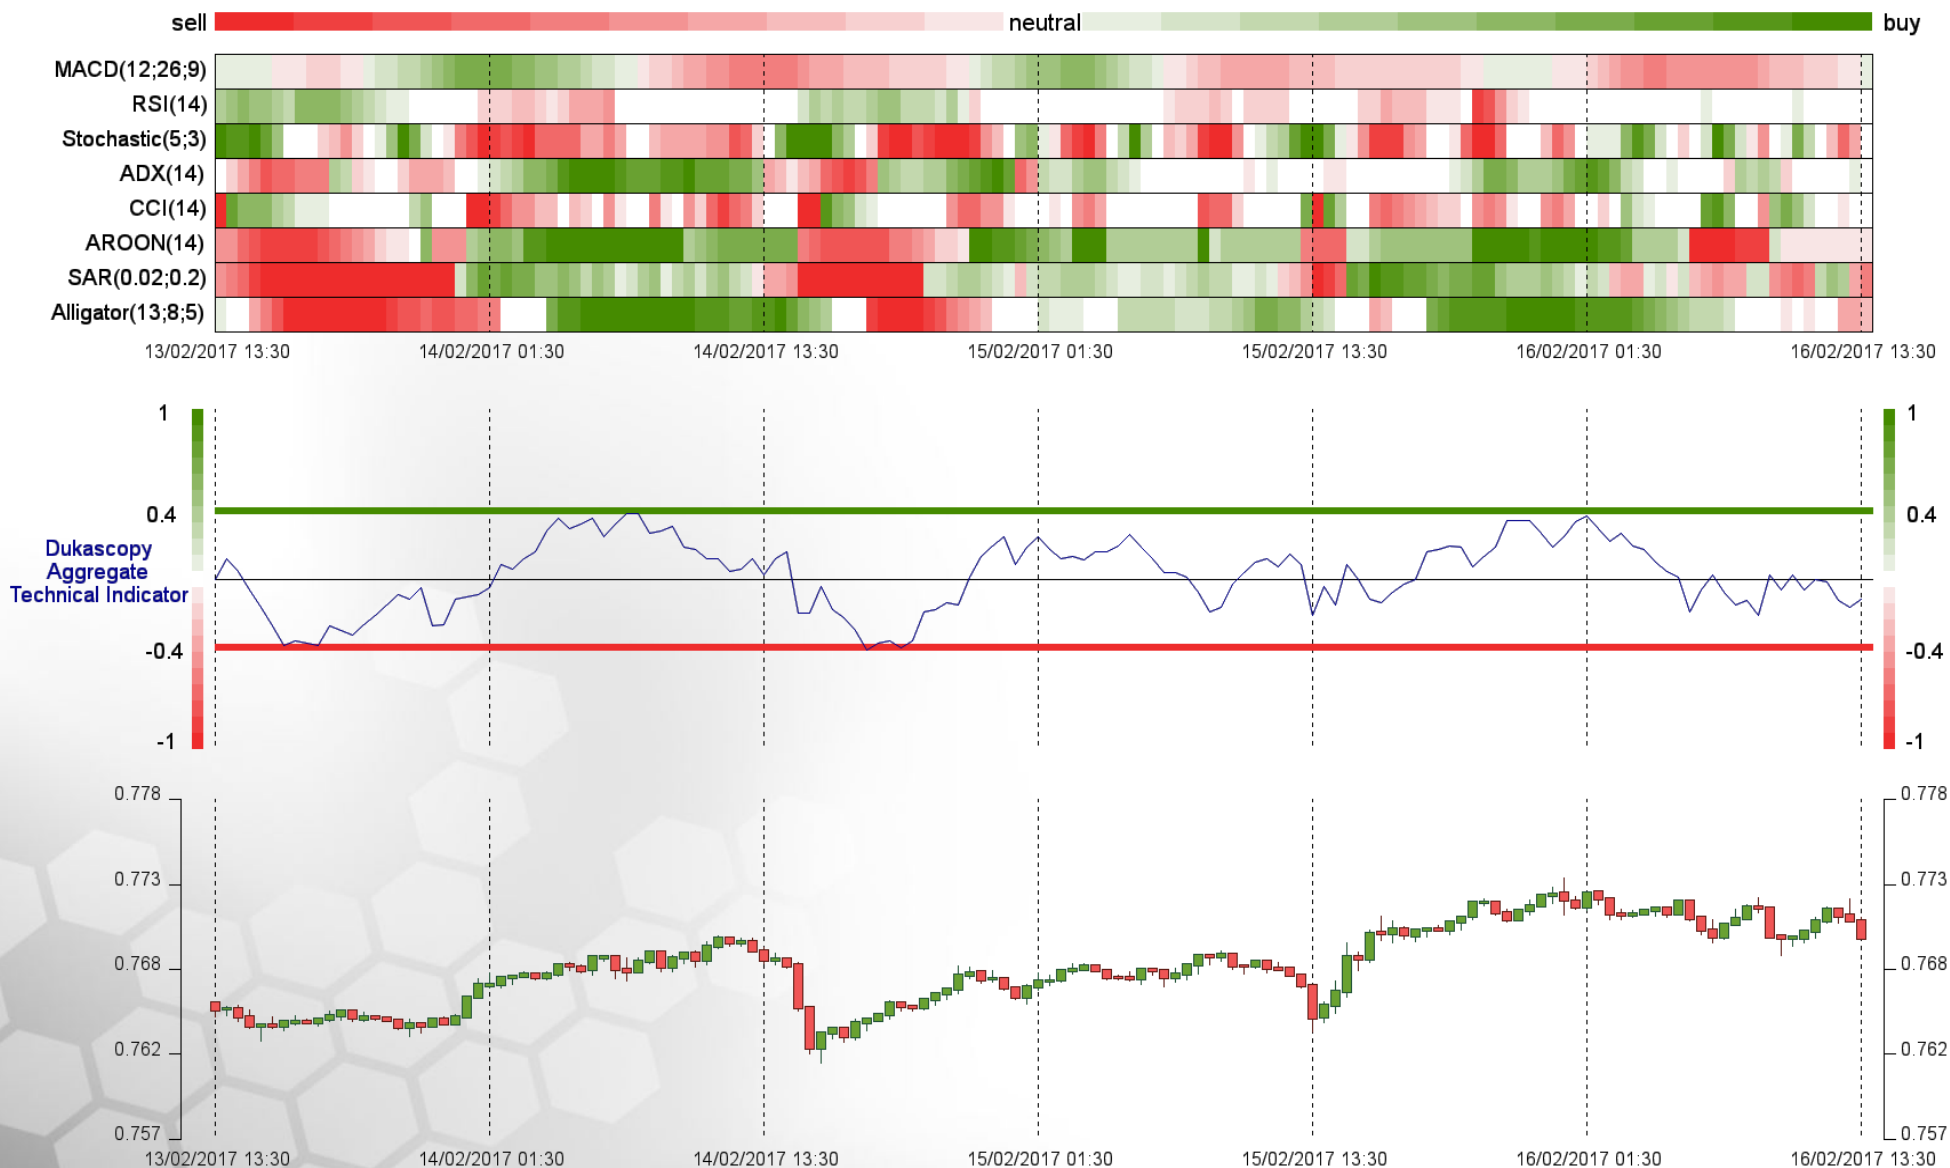 sell neutral buy
MACD(12;26;9)
RSI(14)
Stochastic(5;3)
ADX(14)
CCI(14)
AROON(14)
SAR(0.02;0.2)
Alligator(13;8;5)
13/02/2017 13:30 14/02/2017 01:30 14/02/2017 13:30 15/02/2017 01:30 15/02/2017 13:30 16/02/2017 01:30 16/02/2017 13:30
1 1
0.4 0.4
Dukascopy
Aggregate
Technical Indicator
-0.4 -0.4
-1 -1
0.778 0.778
0.773 0.773
0.768 0.768
0.762 0.762
0.757 0.757
13/02/2017 13:30 14/02/2017 01:30 14/02/2017 13:30 15/02/2017 01:30 15/02/2017 13:30 16/02/2017 01:30 16/02/2017 13:30